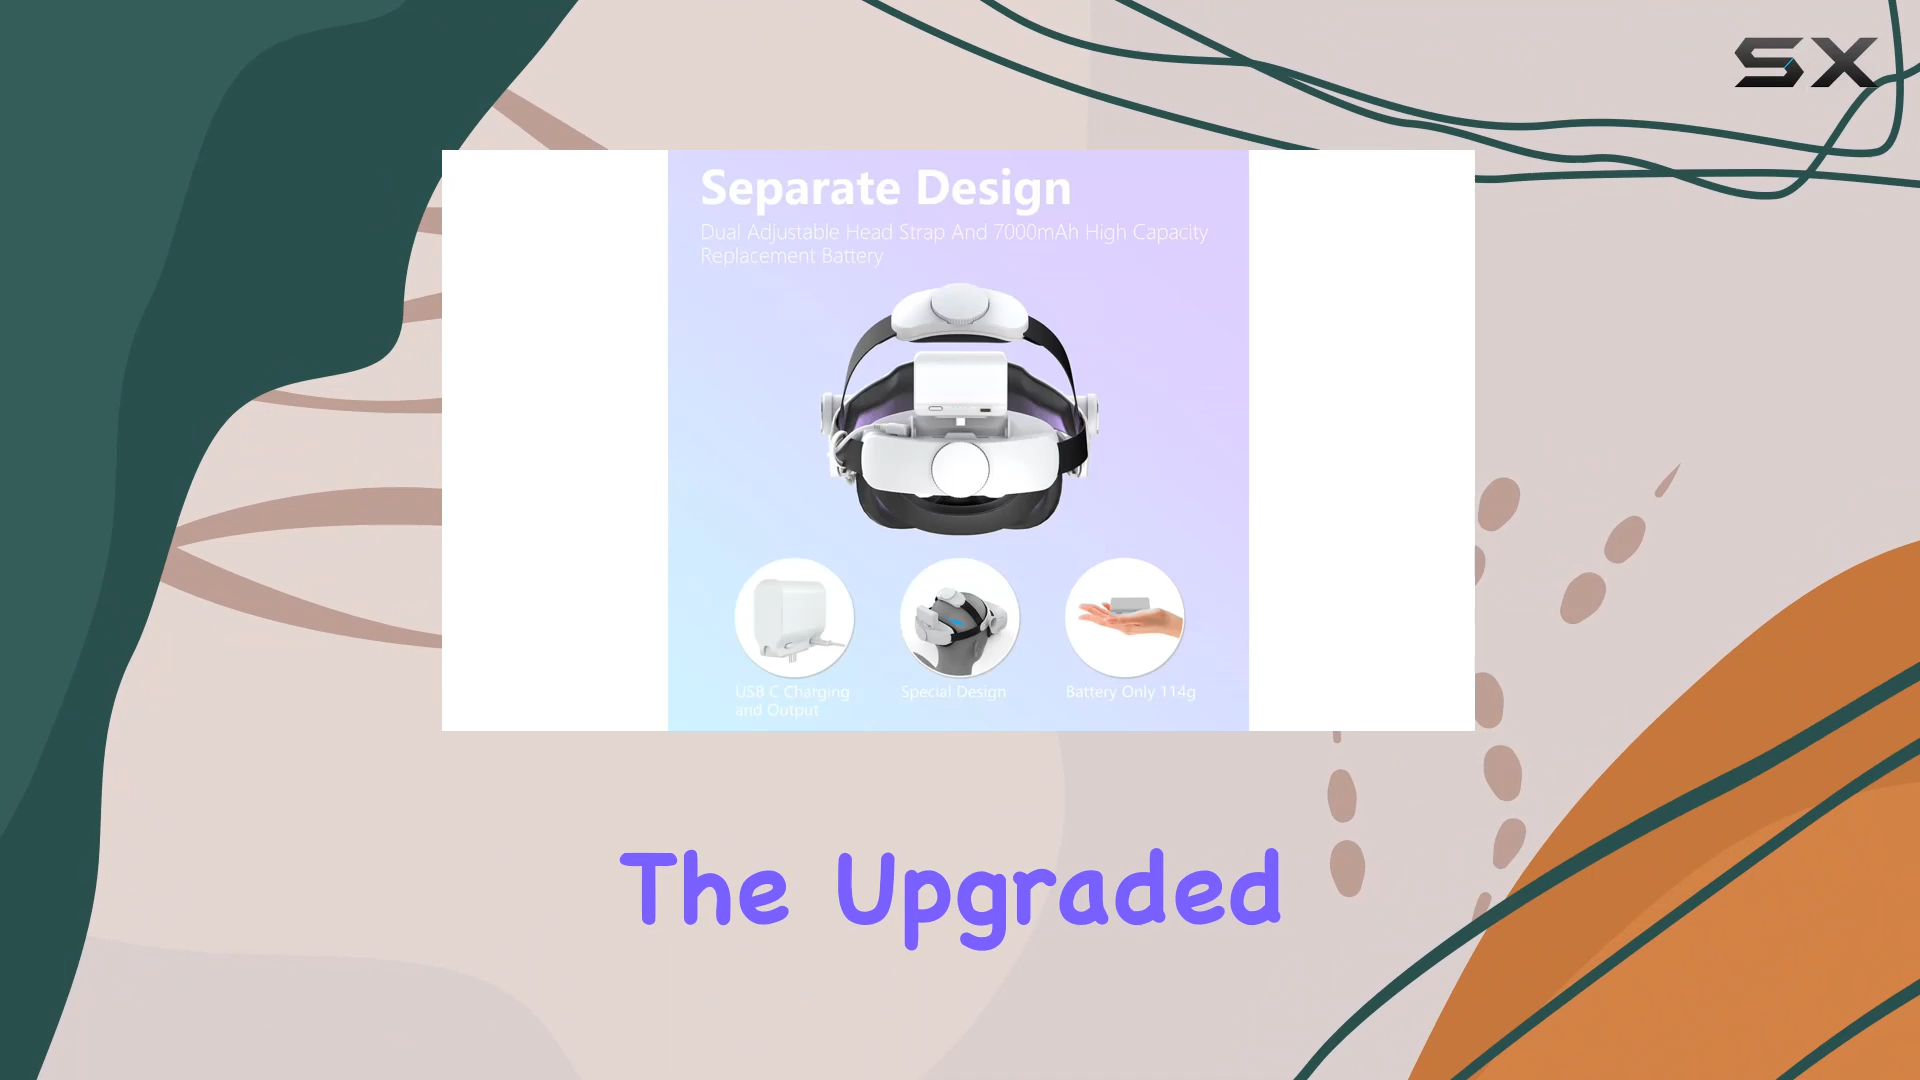 SX
Separate Design
Dual Adjustable Head Strap And 7000mAh High Capacity
Replacement Battery
USB C Charging
and Output
Special Design
Battery Only 114g
The Upgraded